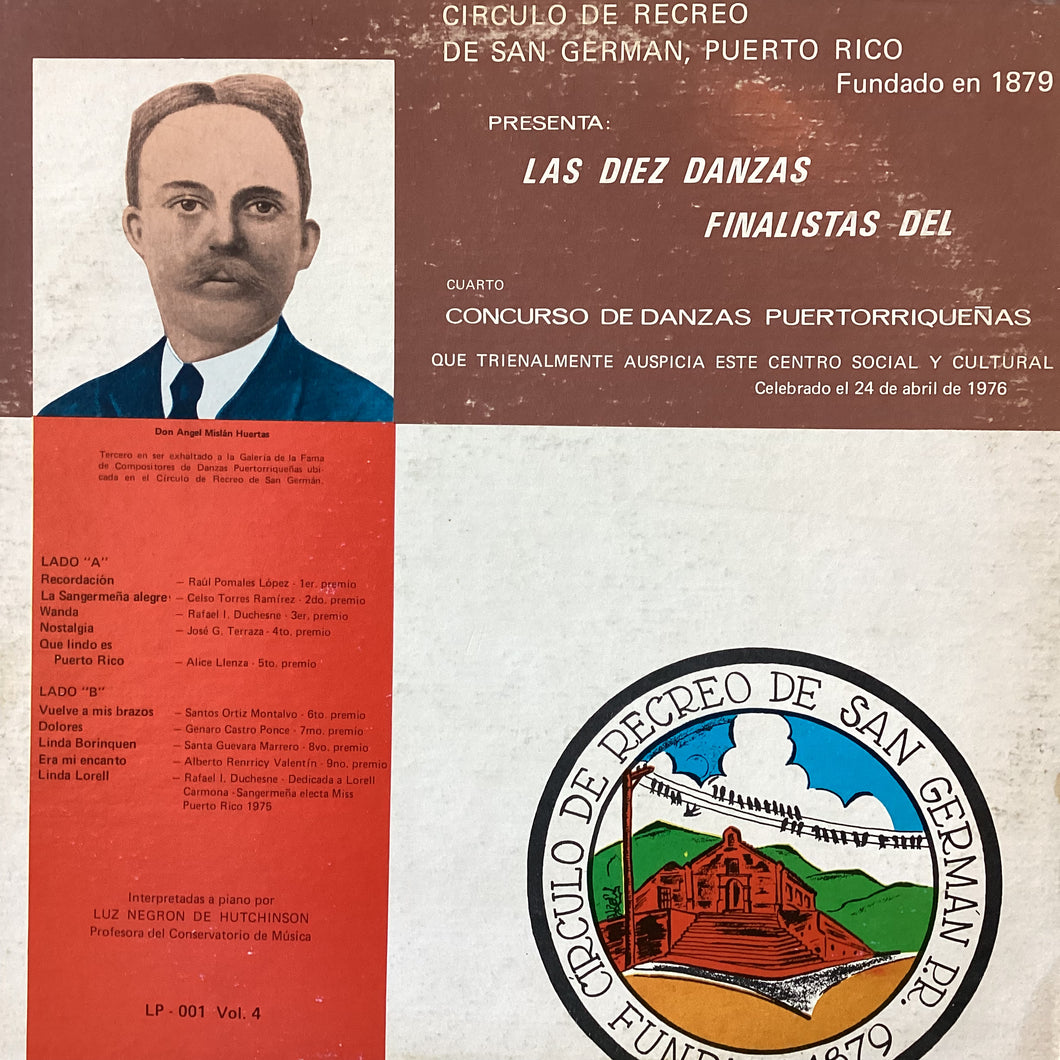 CIRCULO DE RECREO
DE SAN GERMAN, PUERTO RICO
Fundado en 1879
PRESENTA:
LAS DIEZ DANZAS
FINALISTAS DEL
CUARTO
CONCURSO DE DANZAS PUERTORRIQUEÑAS
QUE TRIENALMENTE AUSPICIA ESTE CENTRO SOCIAL Y CULTURAL
Celebrado el 24 de abril de 1976
Don Angel Mislán Huertas
Tercero en ser exhaltado a la Galería de la Fama
de Compositores de Danzas Puertorriqueñas ubi-
cada en el Círculo de Recreo de San Germán.
LADO "A"
Recordación — Raúl Pomales López - 1er. premio
La Sangermeña alegre — Celso Torres Ramírez - 2do. premio
Wanda — Rafael I. Duchesne - 3er. premio
Nostalgia — José G. Terraza - 4to. premio
Que lindo es
Puerto Rico — Alice Llenza - 5to. premio
LADO "B"
Vuelve a mis brazos — Santos Ortiz Montalvo - 6to. premio
Dolores — Genaro Castro Ponce - 7mo. premio
Linda Borinquen — Santa Guevara Marrero - 8vo. premio
Era mi encanto — Alberto Renrricy Valentín - 9no. premio
Linda Lorell — Rafael I. Duchesne - Dedicada a Lorell
Carmona - Sangermeña electa Miss
Puerto Rico 1975
Interpretadas a piano por
LUZ NEGRON DE HUTCHINSON
Profesora del Conservatorio de Música
LP - 001 Vol. 4
CÍRCULO DE RECREO DE SAN GERMÁN P.R.
1879